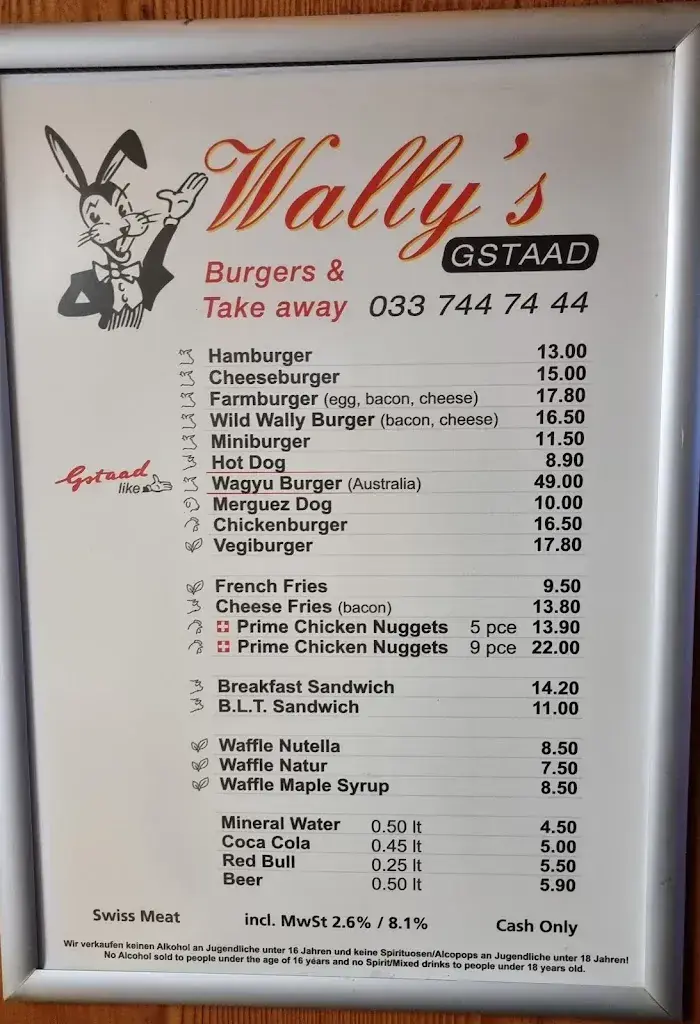 Wally's
GSTAAD
Burgers &
Take away 033 744 74 44
Hamburger 13.00
Cheeseburger 15.00
Farmburger (egg, bacon, cheese) 17.80
Wild Wally Burger (bacon, cheese) 16.50
Miniburger 11.50
Hot Dog 8.90
Gstaad like Wagyu Burger (Australia) 49.00
Merguez Dog 10.00
Chickenburger 16.50
Vegiburger 17.80
French Fries 9.50
Cheese Fries (bacon) 13.80
Prime Chicken Nuggets 5 pce 13.90
Prime Chicken Nuggets 9 pce 22.00
Breakfast Sandwich 14.20
B.L.T. Sandwich 11.00
Waffle Nutella 8.50
Waffle Natur 7.50
Waffle Maple Syrup 8.50
Mineral Water 0.50 lt 4.50
Coca Cola 0.45 lt 5.00
Red Bull 0.25 lt 5.50
Beer 0.50 lt 5.90
Swiss Meat incl. MwSt 2.6% / 8.1% Cash Only
Wir verkaufen keinen Alkohol an Jugendliche unter 16 Jahren und keine Spirituosen/Alcopops an Jugendliche unter 18 Jahren!
No Alcohol sold to people under the age of 16 years and no Spirit/Mixed drinks to people under 18 years old.